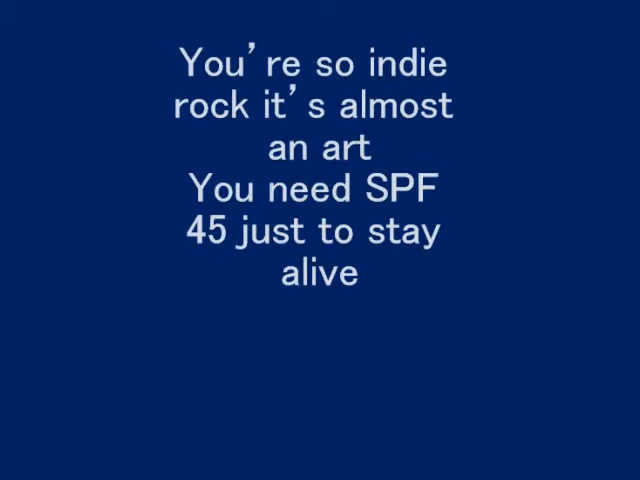 You’re so indie
rock it’s almost
an art
You need SPF
45 just to stay
alive